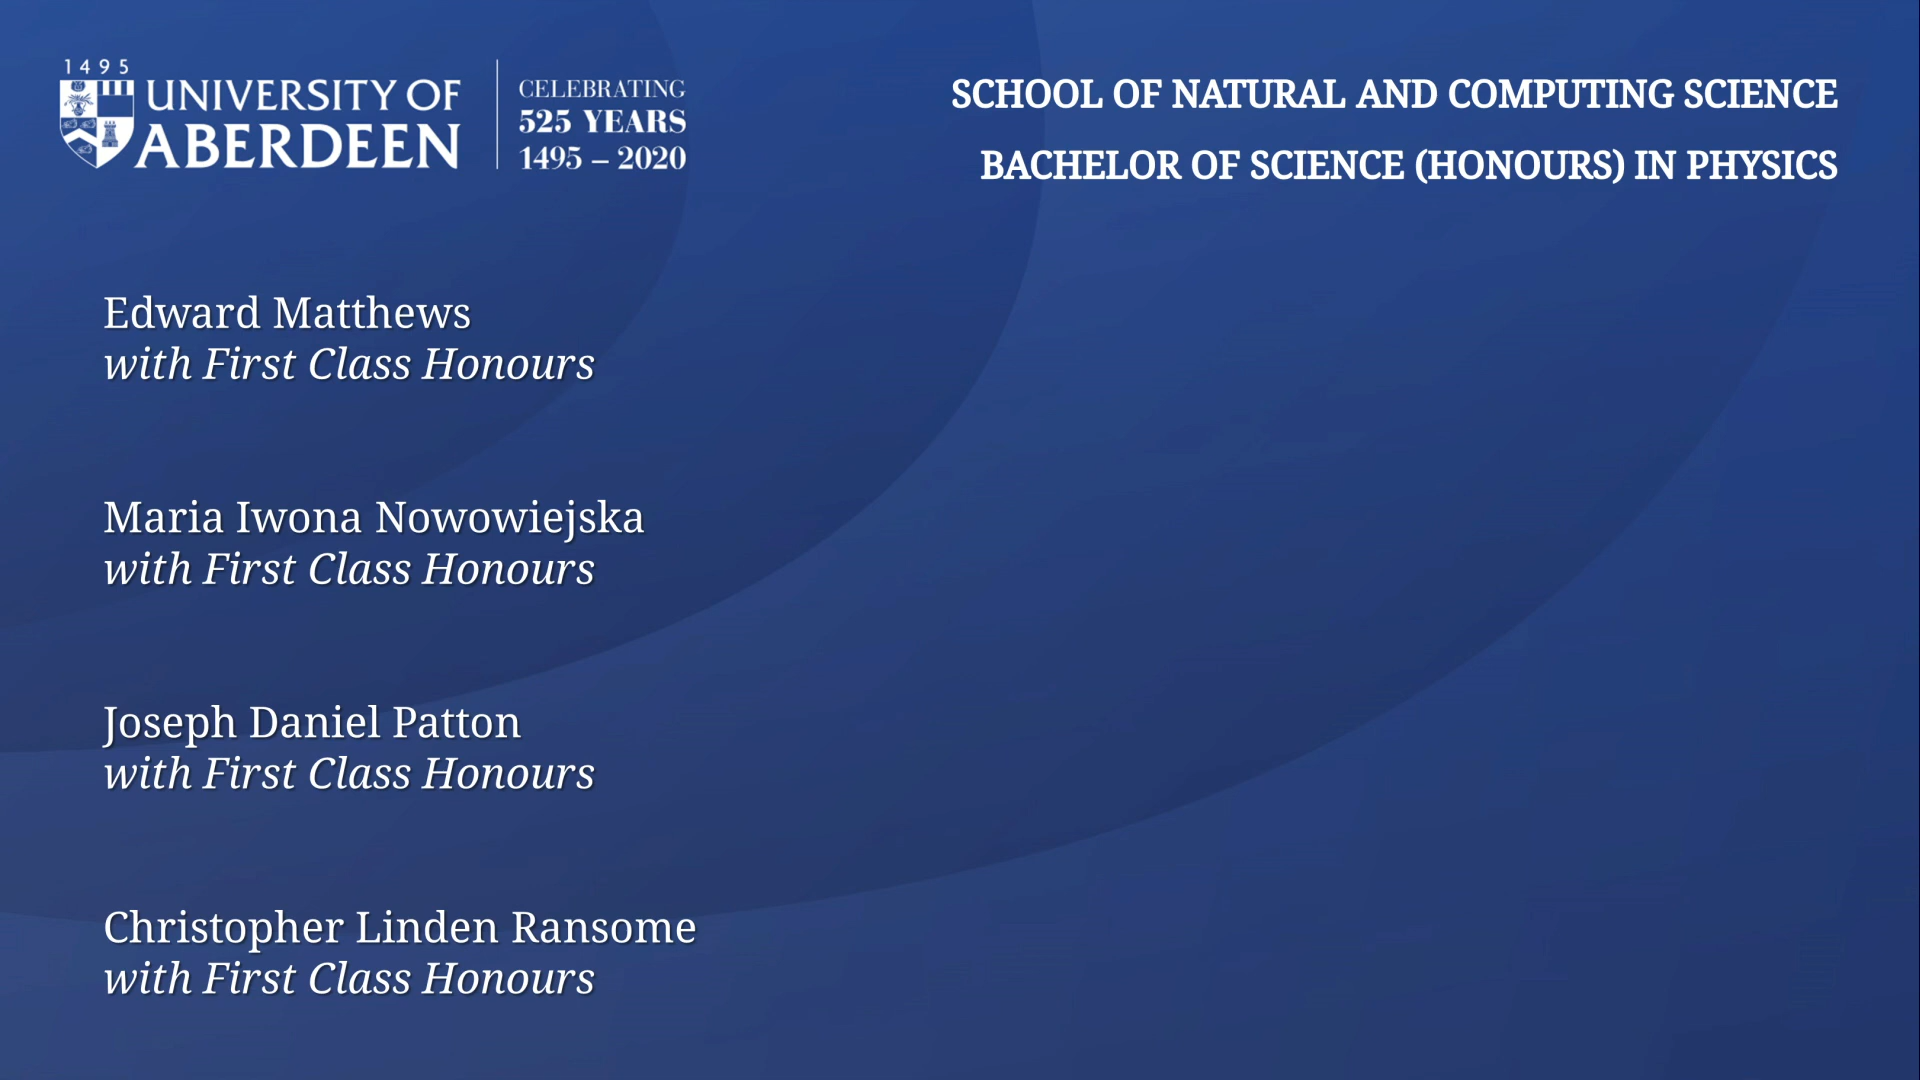 1495
UNIVERSITY OF
ABERDEEN
CELEBRATING
525 YEARS
1495 – 2020
SCHOOL OF NATURAL AND COMPUTING SCIENCE
BACHELOR OF SCIENCE (HONOURS) IN PHYSICS
Edward Matthews
with First Class Honours
Maria Iwona Nowowiejska
with First Class Honours
Joseph Daniel Patton
with First Class Honours
Christopher Linden Ransome
with First Class Honours